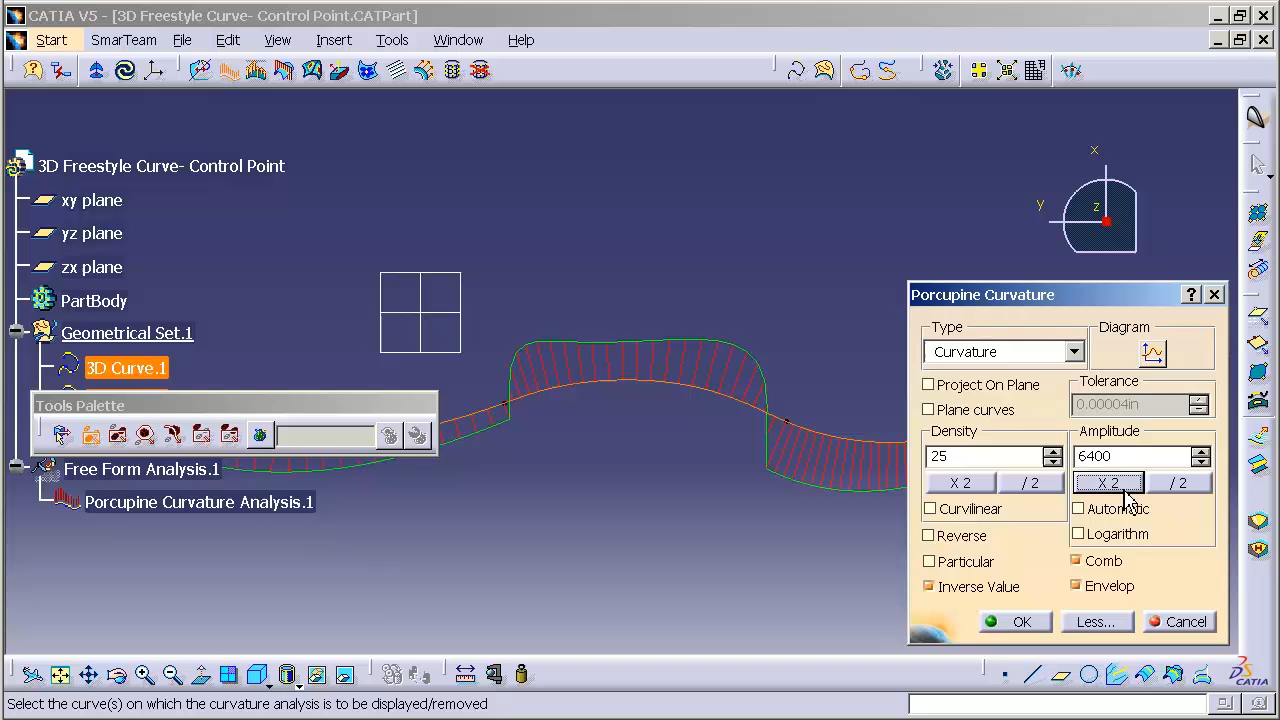 CATIA V5 - [3D Freestyle Curve- Control Point.CATPart]
Start SmarTeam File Edit View Insert Tools Window Help
3D Freestyle Curve- Control Point
xy plane
yz plane
zx plane
PartBody
Geometrical Set.1
3D Curve.1
Tools Palette
Free Form Analysis.1
Porcupine Curvature Analysis.1
x
y
z
Porcupine Curvature
Type
Diagram
Curvature
Project On Plane
Tolerance
Plane curves
0.00004in
Density
Amplitude
25
6400
X 2
/ 2
X 2
/ 2
Curvilinear
Automatic
Reverse
Logarithm
Particular
Comb
Inverse Value
Envelop
OK
Less...
Cancel
CATIA
Select the curve(s) on which the curvature analysis is to be displayed/removed